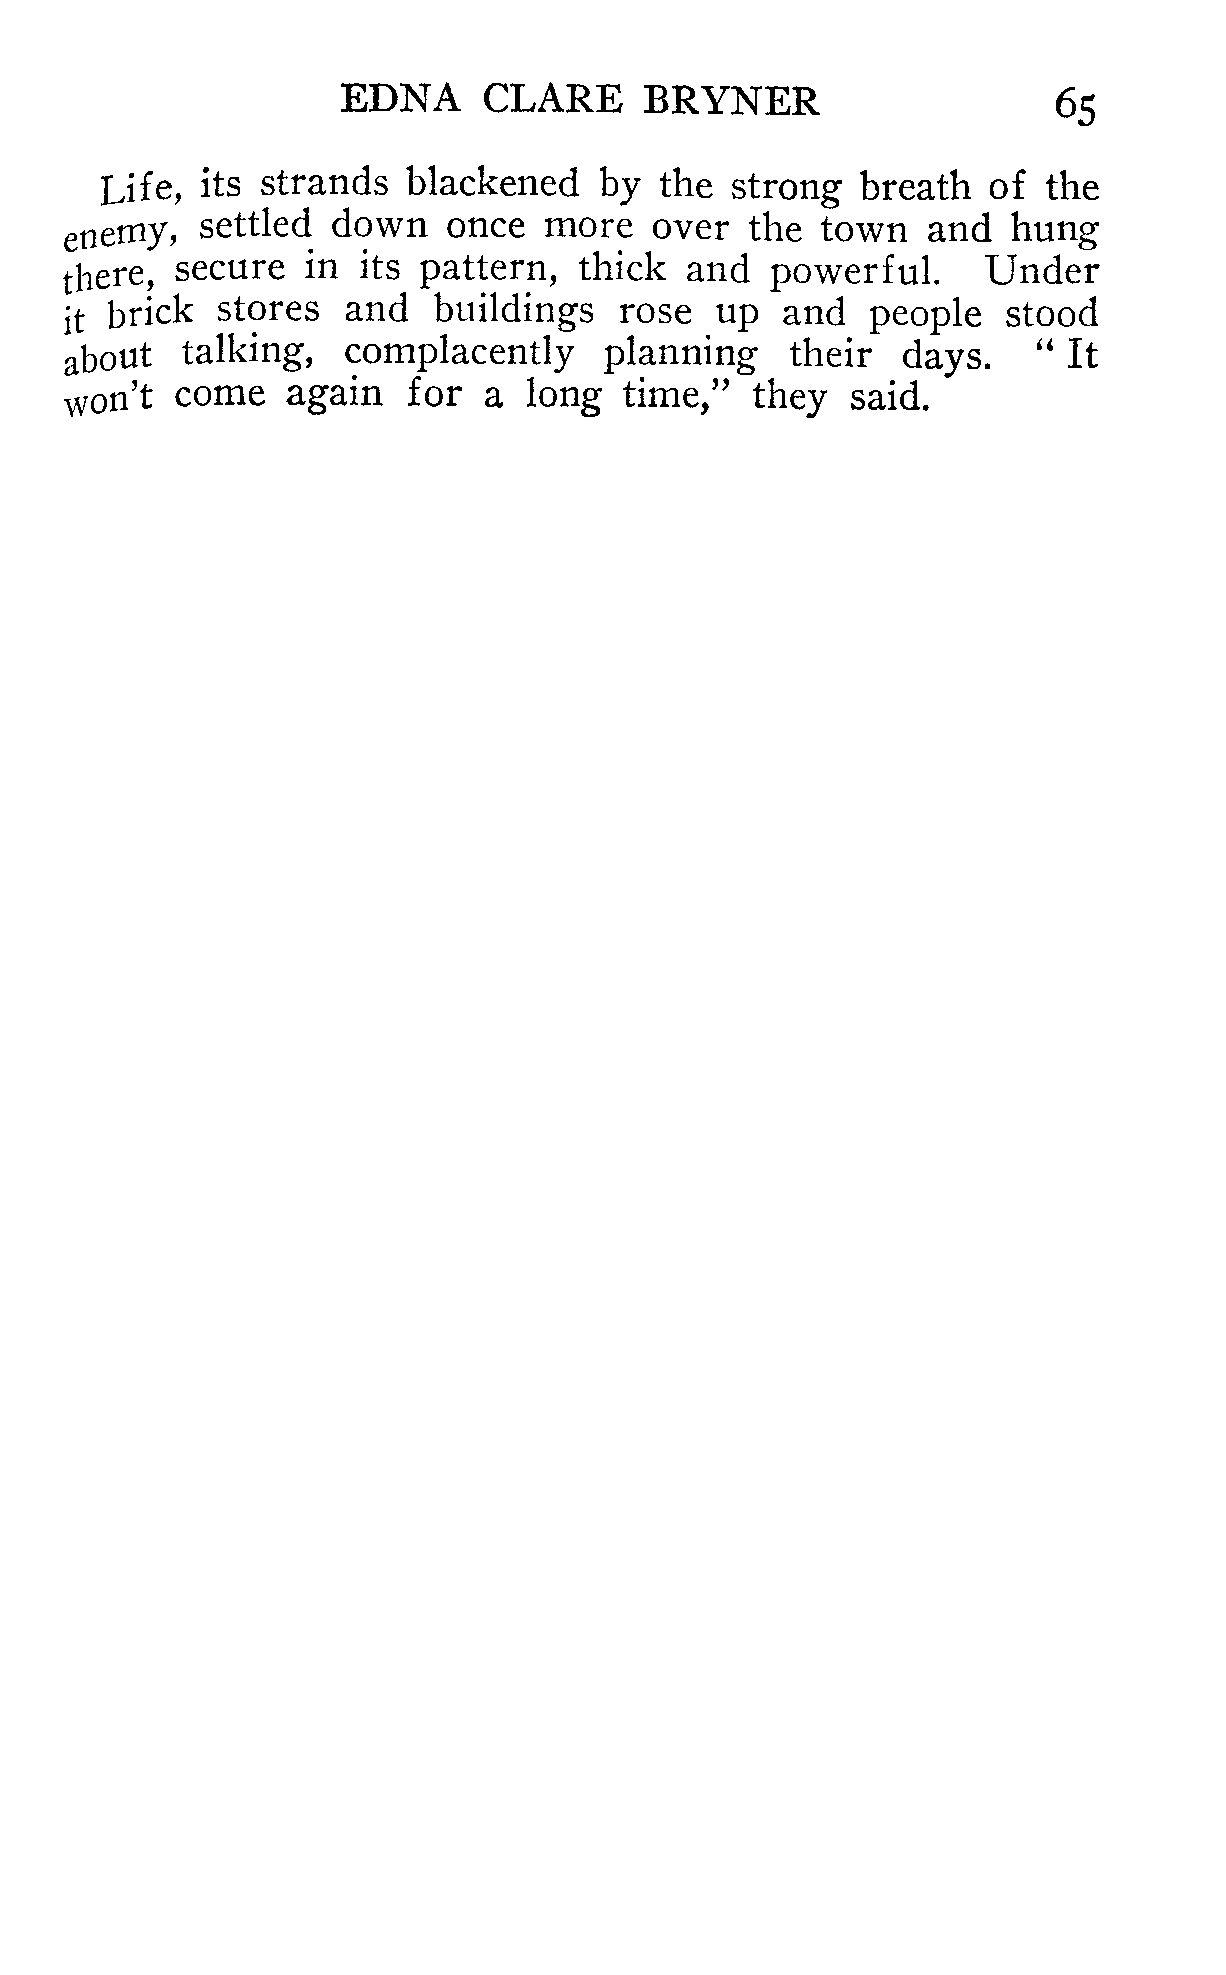 EDNA CLARE BRYNER 65
Life, its strands blackened by the strong breath of the
enemy, settled down once more over the town and hung
there, secure in its pattern, thick and powerful. Under
it brick stores and buildings rose up and people stood
about talking, complacently planning their days. “ It
won't come again for a long time,” they said.